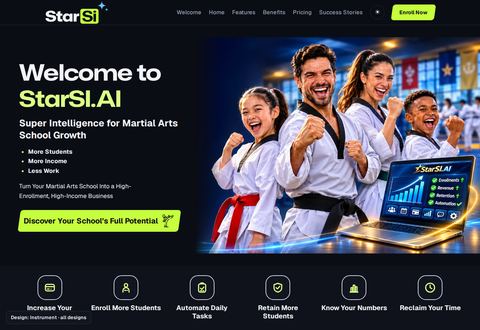 StarSi
Welcome
Home
Features
Benefits
Pricing
Success Stories
Enroll Now
Welcome to
StarSI.AI
Super Intelligence for Martial Arts
School Growth
More Students
More Income
Less Work
Turn Your Martial Arts School Into a High-
Enrollment, High-Income Business
Discover Your School's Full Potential
StarSI.AI
Enrollments
Revenue
Retention
Automation
Increase Your
Enroll More Students
Automate Daily
Tasks
Retain More
Students
Know Your Numbers
Reclaim Your Time
Design: Instrument · all designs